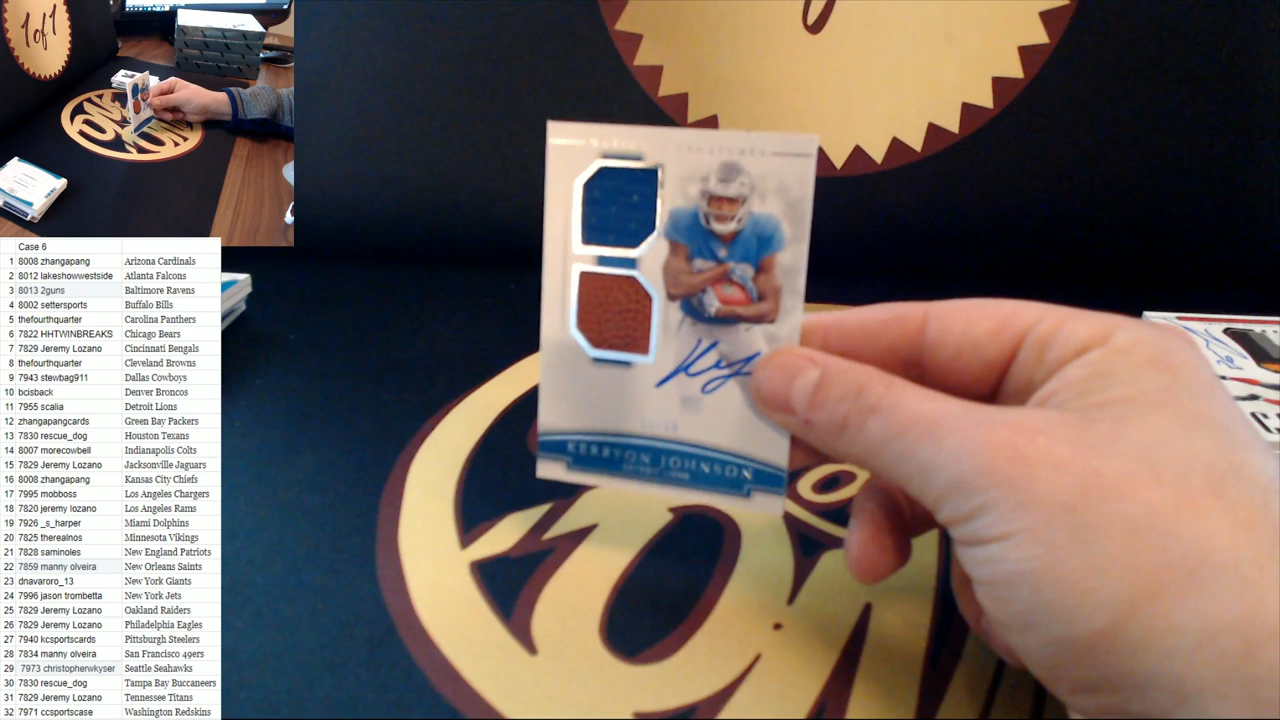 1 of 1
Case 6
1 8008 zhangapang Arizona Cardinals
2 8012 lakeshowwestside Atlanta Falcons
3 8013 2guns Baltimore Ravens
4 8002 settersports Buffalo Bills
5 thefourthquarter Carolina Panthers
6 7822 HHTWINBREAKS Chicago Bears
7 7829 Jeremy Lozano Cincinnati Bengals
8 thefourthquarter Cleveland Browns
9 7943 stewbag911 Dallas Cowboys
10 bcisback Denver Broncos
11 7955 scalia Detroit Lions
12 zhangapangcards Green Bay Packers
13 7830 rescue_dog Houston Texans
14 8007 morecowbell Indianapolis Colts
15 7829 Jeremy Lozano Jacksonville Jaguars
16 8008 zhangapang Kansas City Chiefs
17 7995 mobboss Los Angeles Chargers
18 7820 jeremy lozano Los Angeles Rams
19 7926 _s_harper Miami Dolphins
20 7825 therealnos Minnesota Vikings
21 7828 saminoles New England Patriots
22 7859 manny olveira New Orleans Saints
23 dnavaroro_13 New York Giants
24 7996 jason trombetta New York Jets
25 7829 Jeremy Lozano Oakland Raiders
26 7829 Jeremy Lozano Philadelphia Eagles
27 7940 kcsportscards Pittsburgh Steelers
28 7834 manny olveira San Francisco 49ers
29 7973 christopherwkyser Seattle Seahawks
30 7830 rescue_dog Tampa Bay Buccaneers
31 7829 Jeremy Lozano Tennessee Titans
32 7971 ccsportscase Washington Redskins
KERRYON JOHNSON
DETROIT LIONS